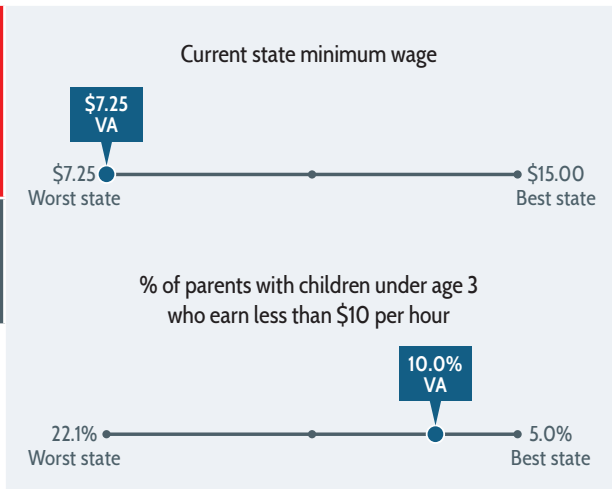 Current state minimum wage
$7.25
VA
$7.25
$15.00
Worst state
Best state
% of parents with children under age 3
who earn less than $10 per hour
10.0%
VA
22.1%
5.0%
Worst state
Best state